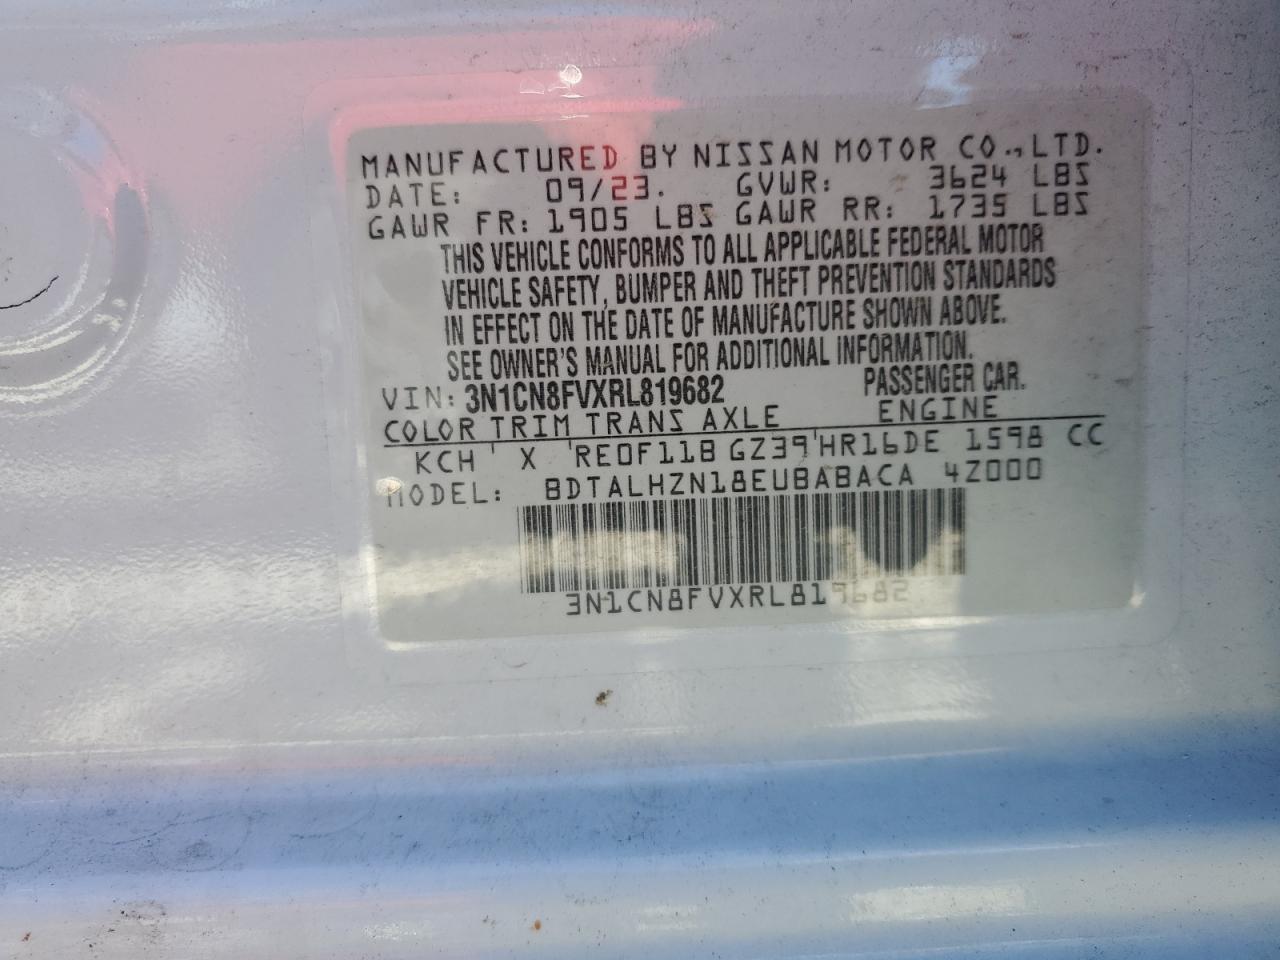 MANUFACTURED BY NISSAN MOTOR CO.,LTD.
DATE: 09/23. GVWR: 3624 LBS
GAWR FR: 1905 LBS GAWR RR: 1735 LBS
THIS VEHICLE CONFORMS TO ALL APPLICABLE FEDERAL MOTOR
VEHICLE SAFETY, BUMPER AND THEFT PREVENTION STANDARDS
IN EFFECT ON THE DATE OF MANUFACTURE SHOWN ABOVE.
SEE OWNER'S MANUAL FOR ADDITIONAL INFORMATION.
VIN: 3N1CN8FVXRL819682 PASSENGER CAR.
COLOR TRIM TRANS AXLE ENGINE
KCH X RE0F11B GZ39 HR16DE 1598 CC
MODEL: BDTALHZN18EUBABACA 4Z000
3N1CN8FVXRL819682